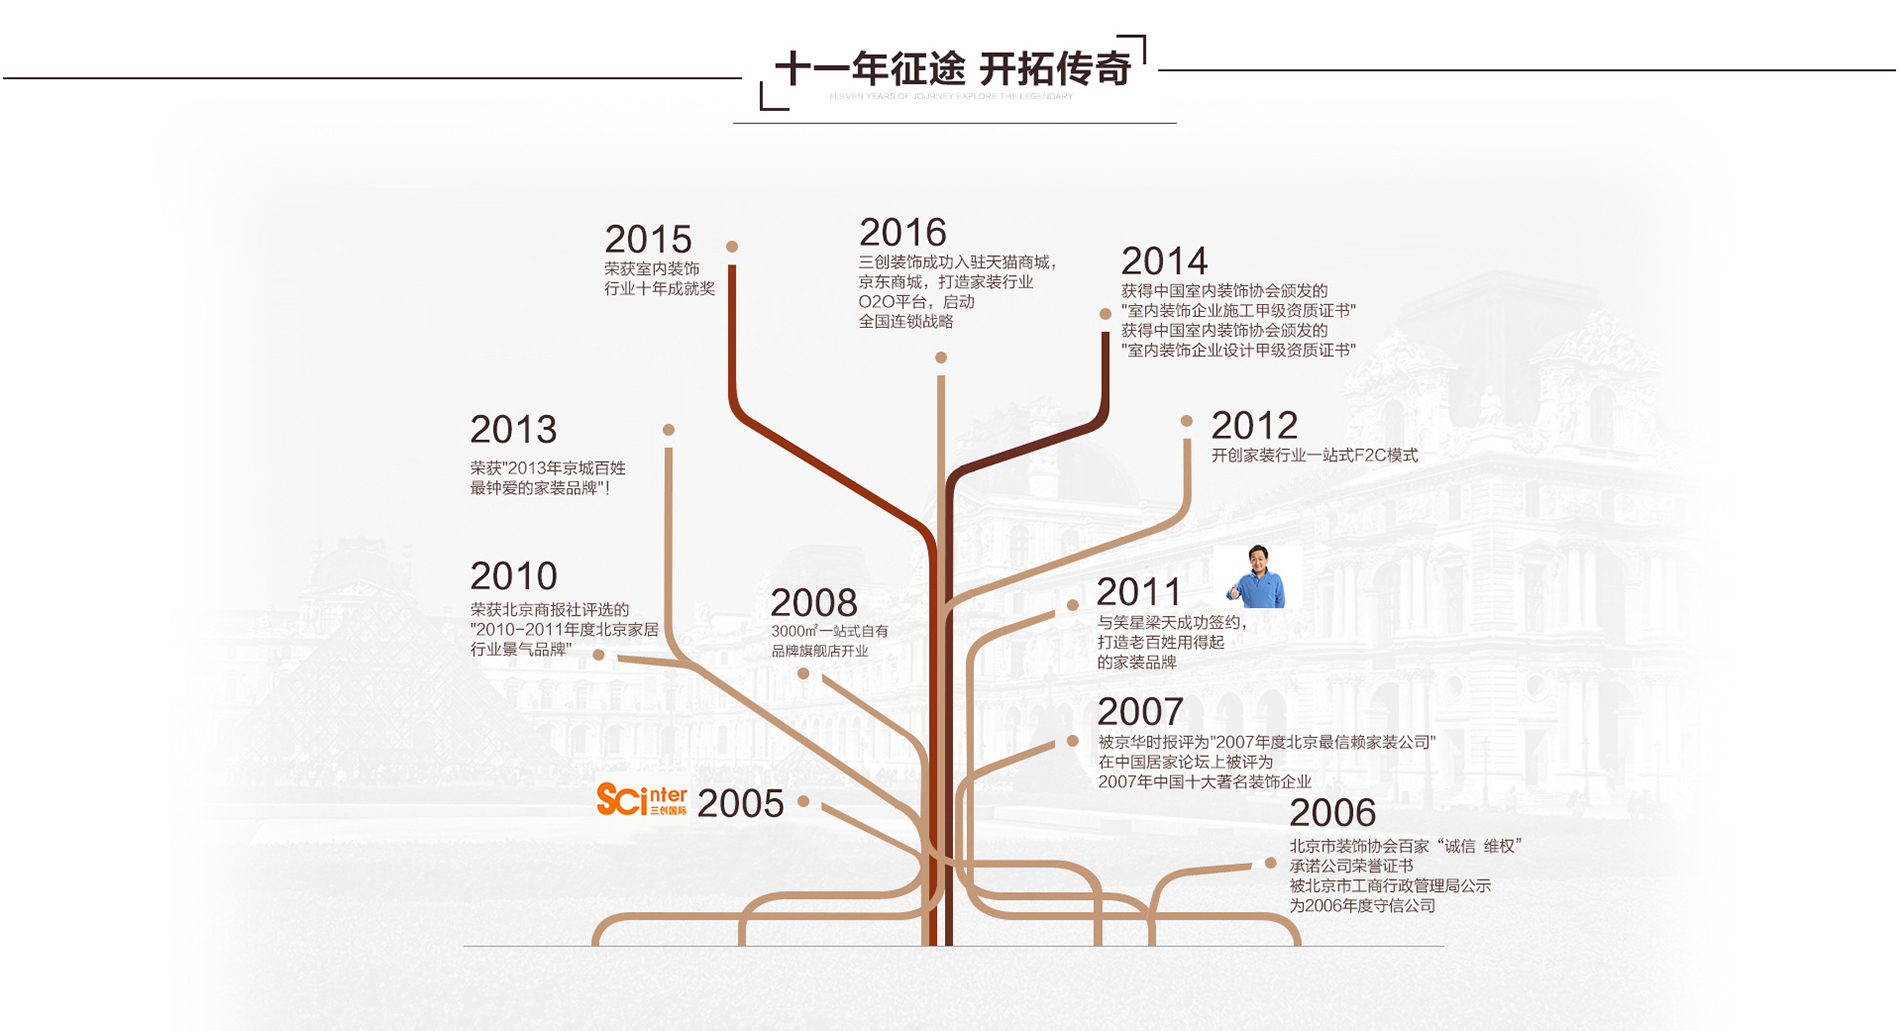 十一年征途 开拓传奇
ELEVEN YEARS OF JOURNEY EXPLORE THE LEGENDARY
2015
荣获室内装饰
行业十年成就奖
2016
三创装饰成功入驻天猫商城，
京东商城，打造家装行业
O2O平台，启动
全国连锁战略
2014
获得中国室内装饰协会颁发的
"室内装饰企业施工甲级资质证书"
获得中国室内装饰协会颁发的
"室内装饰企业设计甲级资质证书"
2013
荣获"2013年京城百姓
最钟爱的家装品牌"！
2012
开创家装行业一站式F2C模式
2010
荣获北京商报社评选的
"2010-2011年度北京家居
行业景气品牌"
2008
3000㎡一站式自有
品牌旗舰店开业
2011
与笑星梁天成功签约，
打造老百姓用得起
的家装品牌
2007
被京华时报评为"2007年度北京最信赖家装公司"
在中国居家论坛上被评为
2007年中国十大著名装饰企业
SCinter
三创国际
2005
2006
北京市装饰协会百家“诚信 维权”
承诺公司荣誉证书
被北京市工商行政管理局公示
为2006年度守信公司